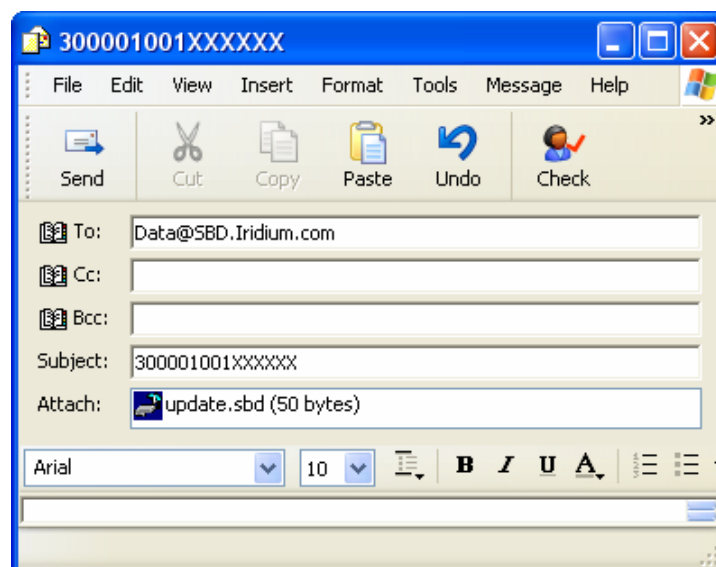 300001001XXXXXX
File Edit View Insert Format Tools Message Help
»
Send Cut Copy Paste Undo Check
To: Data@SBD.Iridium.com
Cc:
Bcc:
Subject: 300001001XXXXXX
Attach: update.sbd (50 bytes)
Arial 10 B I U A